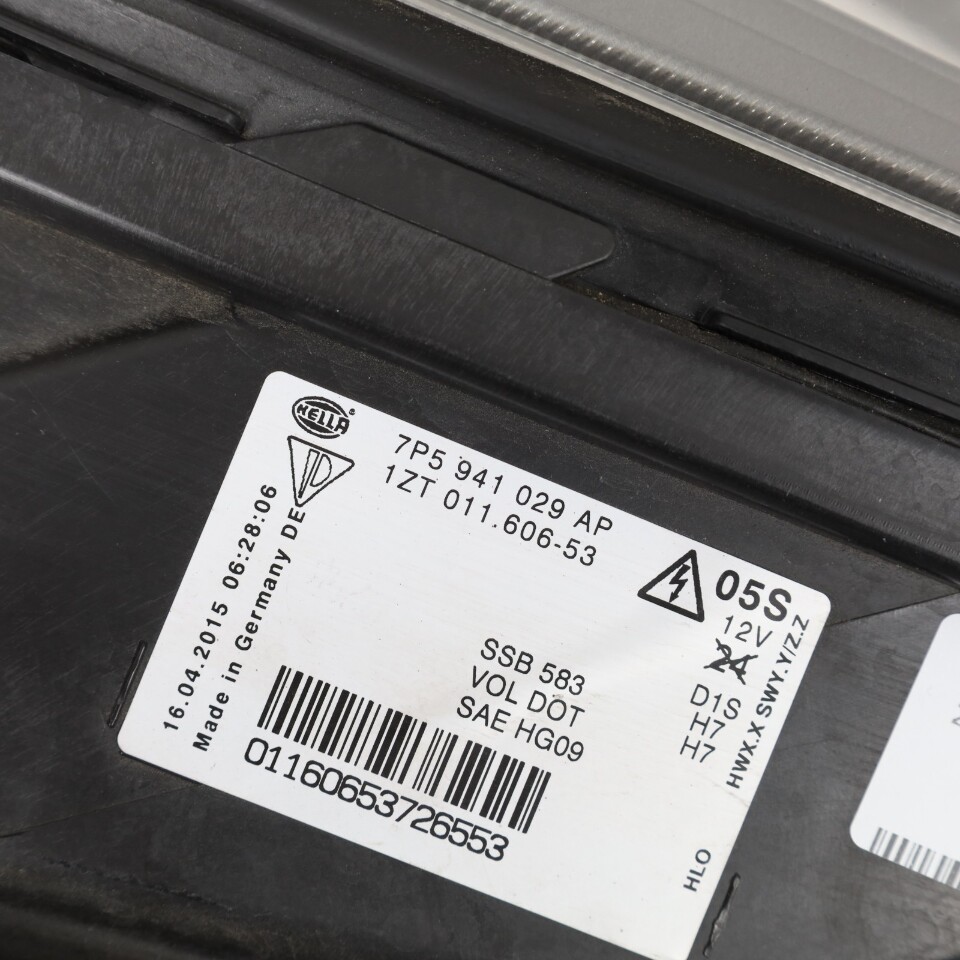 HELLA®
7P5 941 029 AP
1ZT 011.606-53
05S
12V
24
D1S
H7
H7
HWX.X SWY.Y/Z.Z
SSB 583
VOL DOT
SAE HG09
16.04.2015 06:28:06
Made in Germany DE
01160653726553
HLO